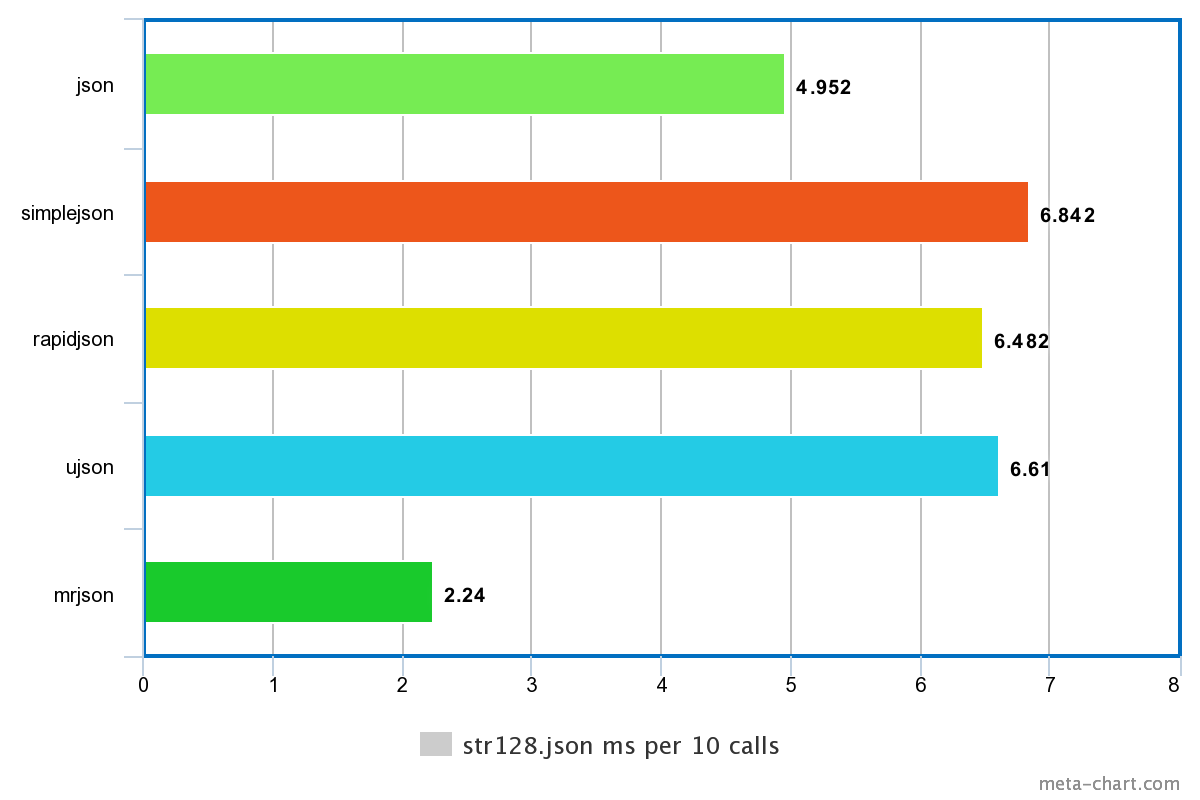 json
4.952
simplejson
6.842
rapidjson
6.482
ujson
6.61
mrjson
2.24
0 1 2 3 4 5 6 7 8
str128.json ms per 10 calls
meta-chart.com